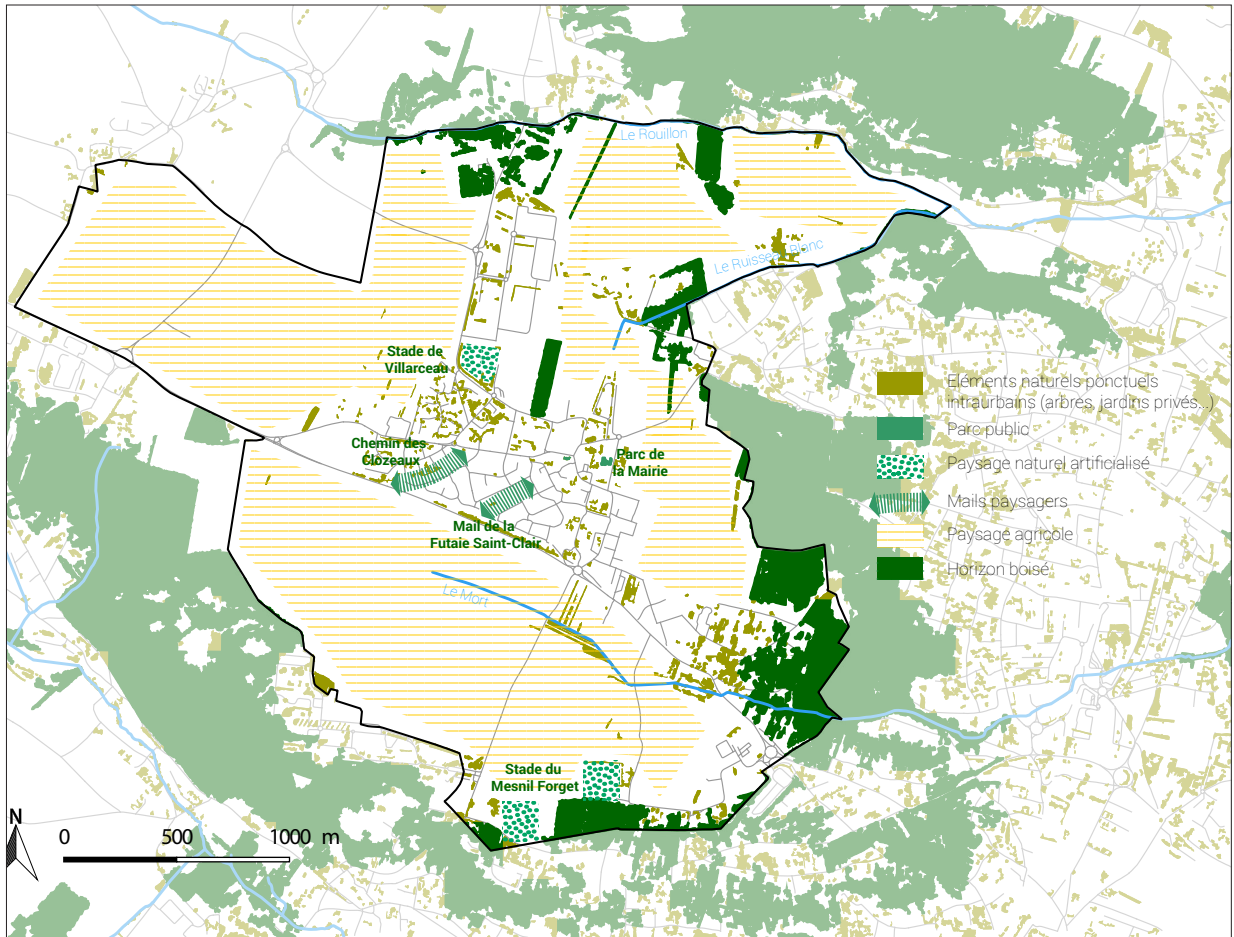 Le Rouillon
Le Ruisseau Blanc
Stade de
Villarceau
Eléments naturels ponctuels
intraurbains (arbres, jardins privés...)
Parc public
Chemin des
Clozeaux
Parc de
la Mairie
Paysage naturel artificialisé
Mails paysagers
Mail de la
Futaie Saint-Clair
Paysage agricole
Horizon boisé
Le Mort
Stade du
Mesnil Forget
N
0 500 1000 m